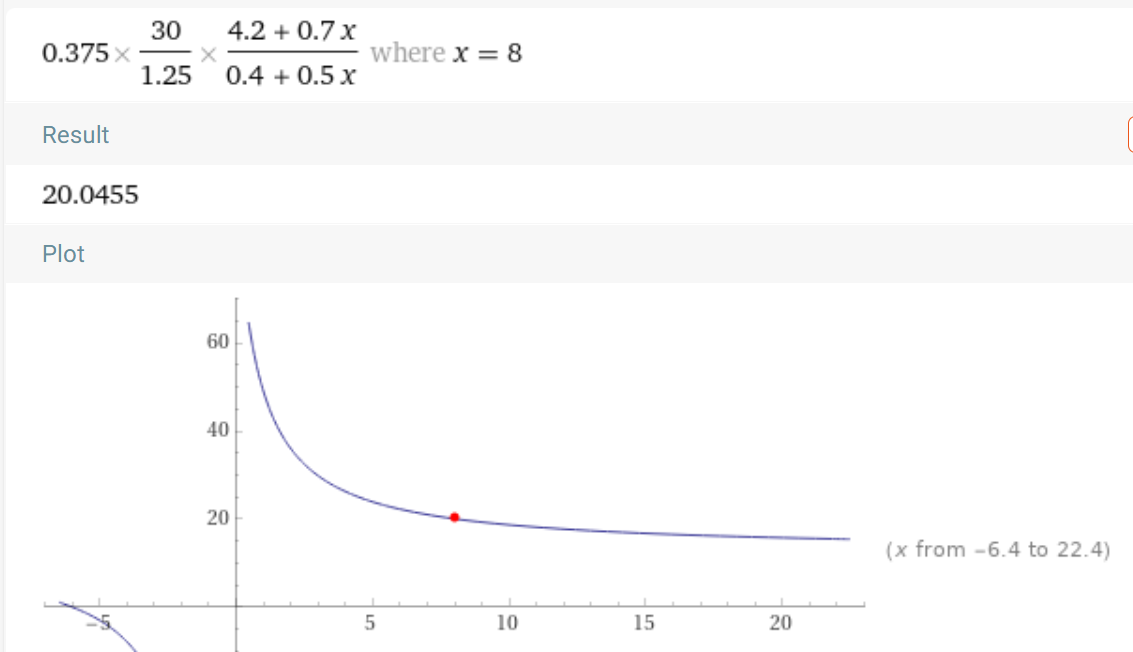 0.375 × 30/1.25 × (4.2 + 0.7 x)/(0.4 + 0.5 x) where x = 8
Result
20.0455
Plot
60
40
20
(x from −6.4 to 22.4)
−5 5 10 15 20